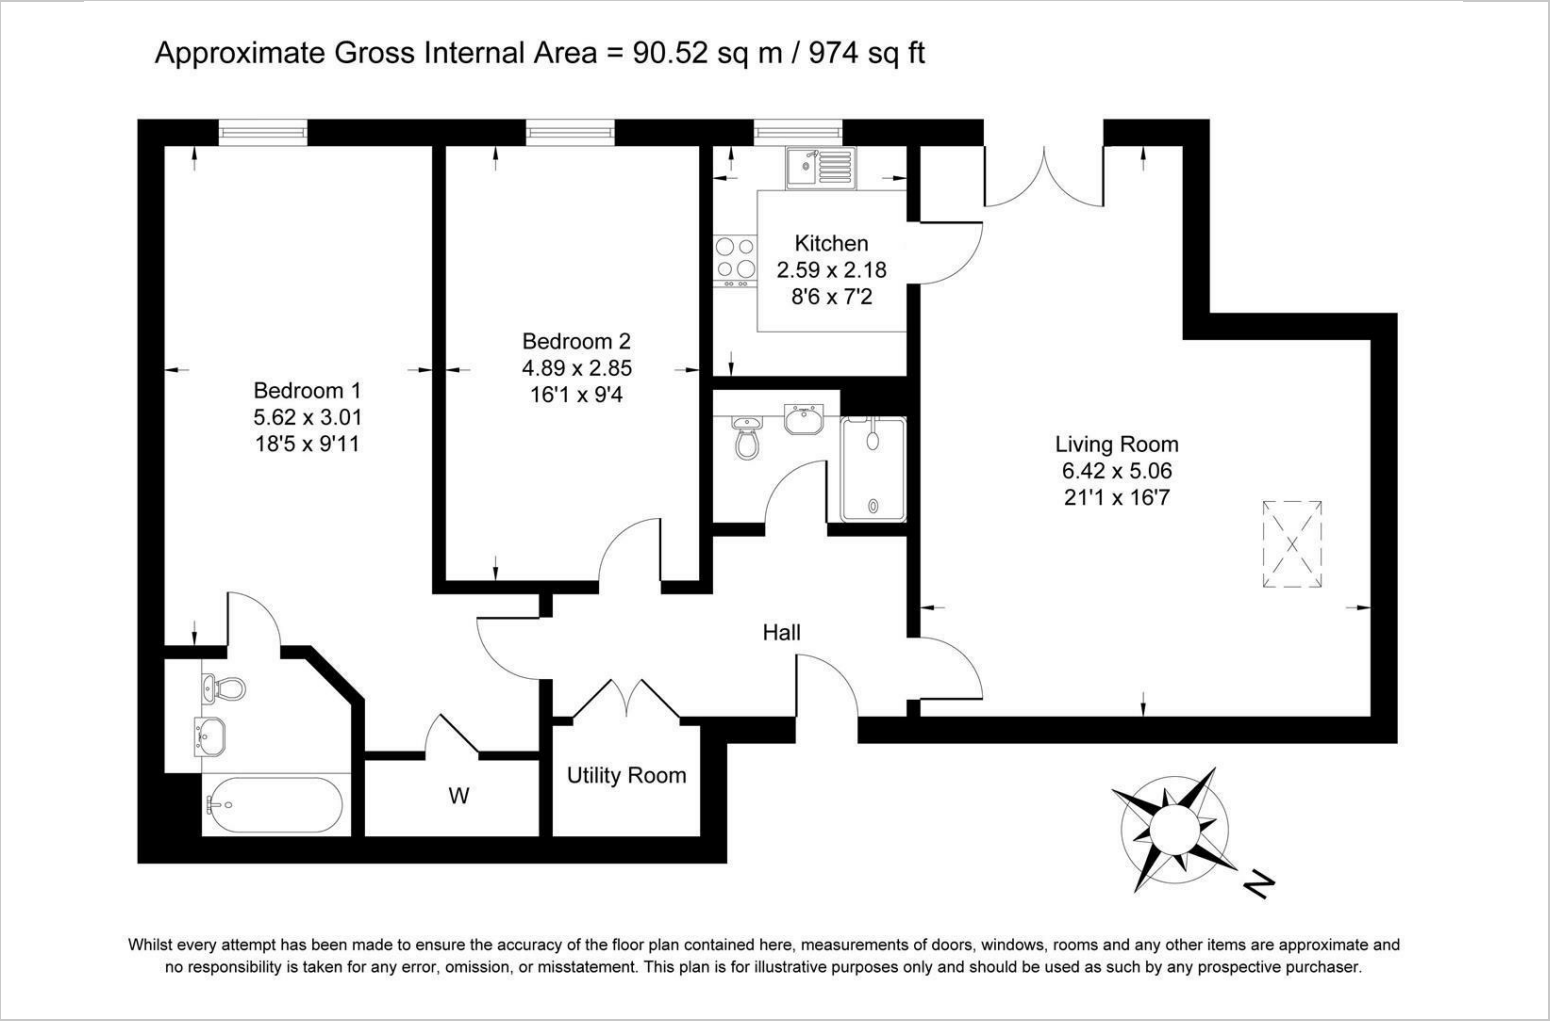 Approximate Gross Internal Area = 90.52 sq m / 974 sq ft
Kitchen
2.59 x 2.18
8'6 x 7'2
Bedroom 2
4.89 x 2.85
16'1 x 9'4
Bedroom 1
5.62 x 3.01
18'5 x 9'11
Living Room
6.42 x 5.06
21'1 x 16'7
Hall
Utility Room
W
N
Whilst every attempt has been made to ensure the accuracy of the floor plan contained here, measurements of doors, windows, rooms and any other items are approximate and
no responsibility is taken for any error, omission, or misstatement. This plan is for illustrative purposes only and should be used as such by any prospective purchaser.